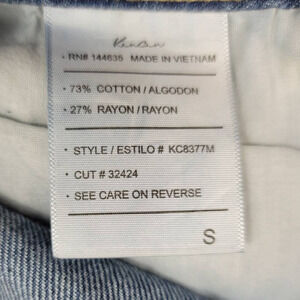 KanCan
· RN# 144635 MADE IN VIETNAM
· 73% COTTON / ALGODON
· 27% RAYON / RAYON
· STYLE / ESTILO # KC8377M
· CUT # 32424
· SEE CARE ON REVERSE
S